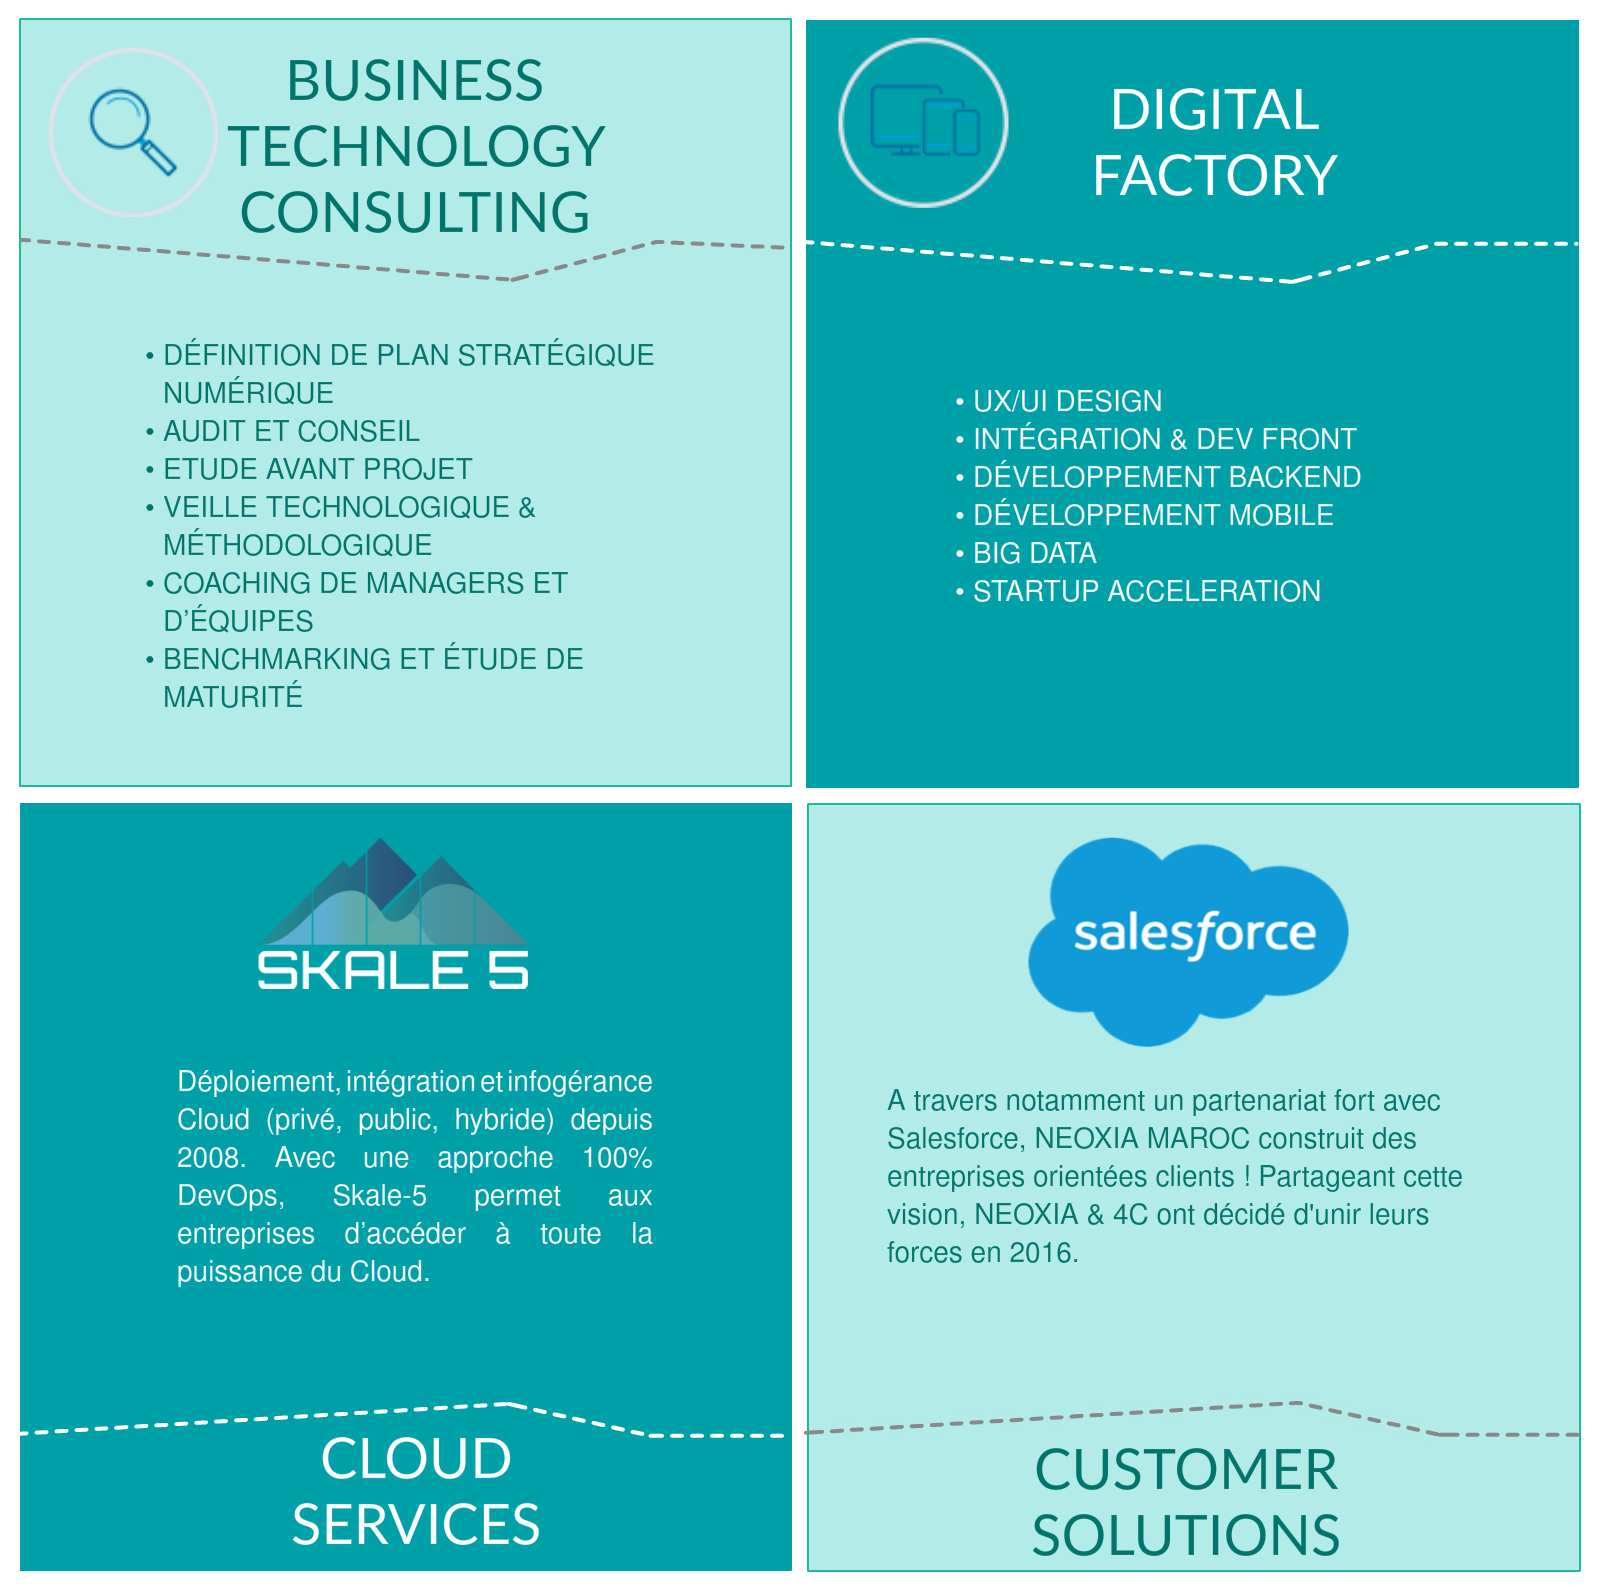 BUSINESS
TECHNOLOGY
CONSULTING
• DÉFINITION DE PLAN STRATÉGIQUE
NUMÉRIQUE
• AUDIT ET CONSEIL
• ETUDE AVANT PROJET
• VEILLE TECHNOLOGIQUE &
MÉTHODOLOGIQUE
• COACHING DE MANAGERS ET
D’ÉQUIPES
• BENCHMARKING ET ÉTUDE DE
MATURITÉ
DIGITAL
FACTORY
• UX/UI DESIGN
• INTÉGRATION & DEV FRONT
• DÉVELOPPEMENT BACKEND
• DÉVELOPPEMENT MOBILE
• BIG DATA
• STARTUP ACCELERATION
SKALE 5
Déploiement, intégration et infogérance
Cloud (privé, public, hybride) depuis
2008. Avec une approche 100%
DevOps, Skale-5 permet aux
entreprises d’accéder à toute la
puissance du Cloud.
CLOUD
SERVICES
salesforce
A travers notamment un partenariat fort avec
Salesforce, NEOXIA MAROC construit des
entreprises orientées clients ! Partageant cette
vision, NEOXIA & 4C ont décidé d'unir leurs
forces en 2016.
CUSTOMER
SOLUTIONS